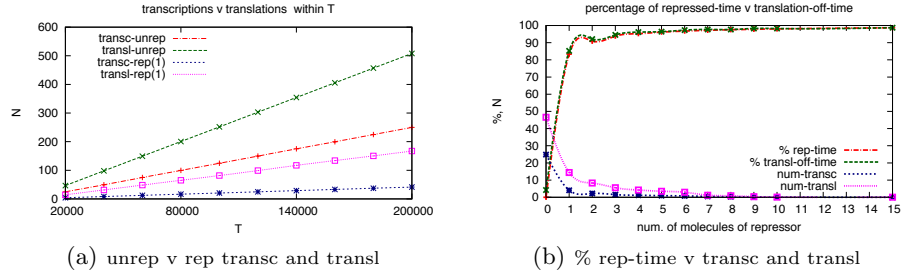 transcriptions v translations within T
600
500
400
300
200
100
0
N
transc-unrep
transl-unrep
transc-rep(1)
transl-rep(1)
20000 80000 140000 200000
T
(a) unrep v rep transc and transl
percentage of repressed-time v translation-off-time
100
90
80
70
60
50
40
30
20
10
0
%, N
% rep-time
% transl-off-time
num-transc
num-transl
0 1 2 3 4 5 6 7 8 9 10 11 12 13 14 15
num. of molecules of repressor
(b) % rep-time v transc and transl